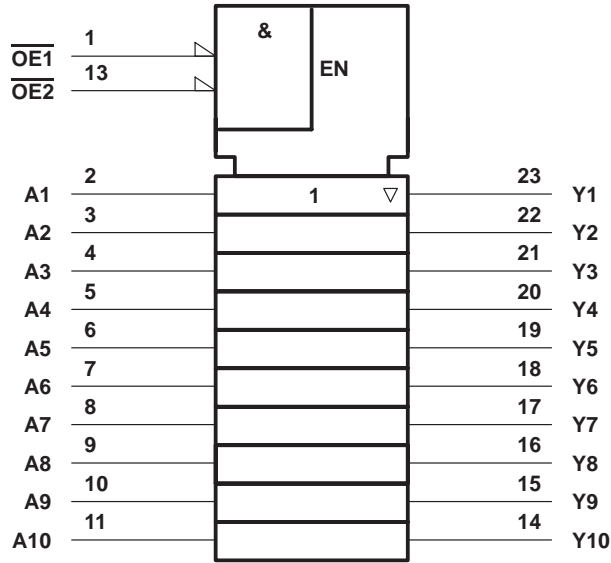 &
EN
OE1 1
OE2 13
A1 2 1 ▽ 23 Y1
A2 3 22 Y2
A3 4 21 Y3
A4 5 20 Y4
A5 6 19 Y5
A6 7 18 Y6
A7 8 17 Y7
A8 9 16 Y8
A9 10 15 Y9
A10 11 14 Y10